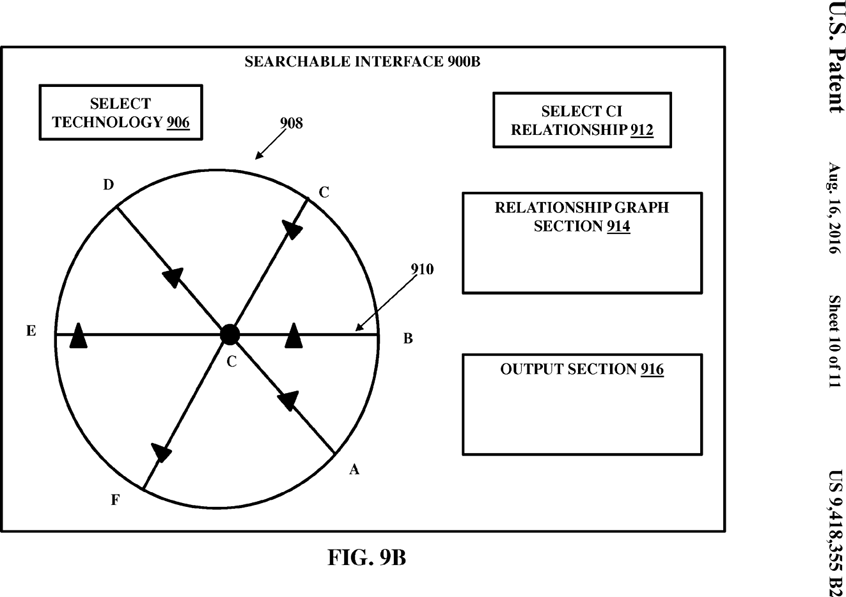 U.S. Patent
Aug. 16, 2016
Sheet 10 of 11
US 9,418,355 B2
SEARCHABLE INTERFACE 900B
SELECT
TECHNOLOGY 906
SELECT CI
RELATIONSHIP 912
908
D
C
RELATIONSHIP GRAPH
SECTION 914
910
E
B
C
OUTPUT SECTION 916
A
F
FIG. 9B